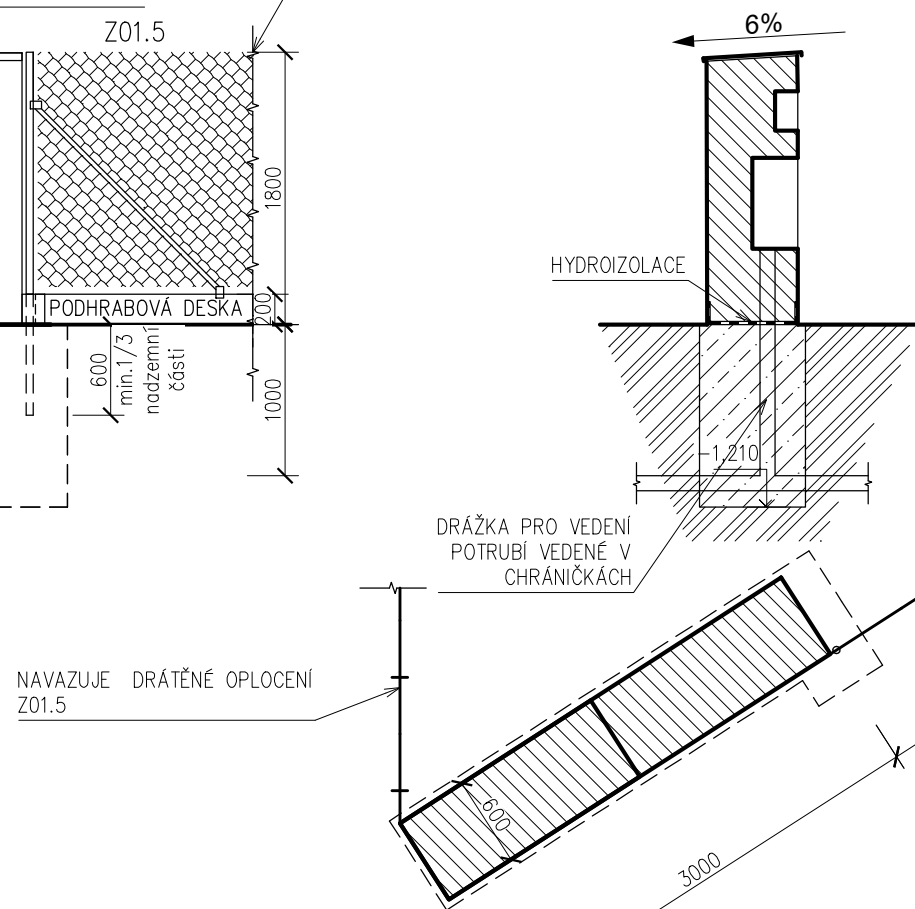 Z01.5
6%
1800
HYDROIZOLACE
PODHRABOVÁ DESKA
200
600
min.1/3
nadzemní
části
1000
-1,210
DRÁŽKA PRO VEDENÍ
POTRUBÍ VEDENÉ V
CHRÁNIČKÁCH
NAVAZUJE DRÁTĚNÉ OPLOCENÍ
Z01.5
600
3000